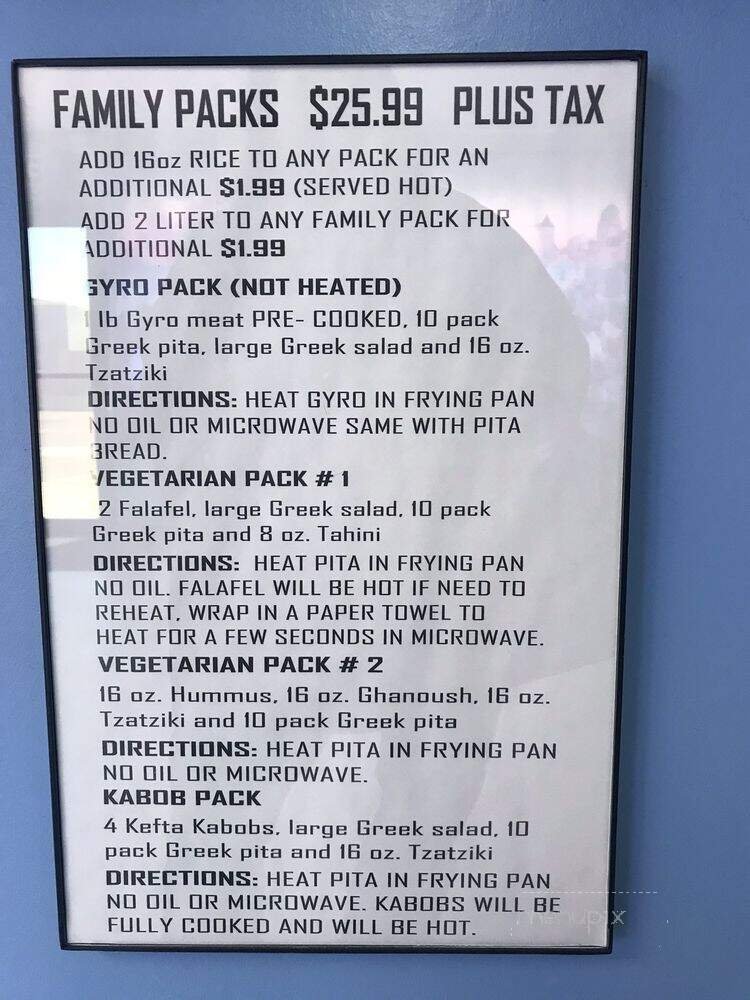 FAMILY PACKS $25.99 PLUS TAX
ADD 16oz RICE TO ANY PACK FOR AN
ADDITIONAL $1.99 (SERVED HOT)
ADD 2 LITER TO ANY FAMILY PACK FOR
ADDITIONAL $1.99
GYRO PACK (NOT HEATED)
1 lb Gyro meat PRE- COOKED, 10 pack
Greek pita, large Greek salad and 16 oz.
Tzatziki
DIRECTIONS: HEAT GYRO IN FRYING PAN
NO OIL OR MICROWAVE SAME WITH PITA
BREAD.
VEGETARIAN PACK # 1
2 Falafel, large Greek salad, 10 pack
Greek pita and 8 oz. Tahini
DIRECTIONS: HEAT PITA IN FRYING PAN
NO OIL. FALAFEL WILL BE HOT IF NEED TO
REHEAT, WRAP IN A PAPER TOWEL TO
HEAT FOR A FEW SECONDS IN MICROWAVE.
VEGETARIAN PACK # 2
16 oz. Hummus, 16 oz. Ghanoush, 16 oz.
Tzatziki and 10 pack Greek pita
DIRECTIONS: HEAT PITA IN FRYING PAN
NO OIL OR MICROWAVE.
KABOB PACK
4 Kefta Kabobs, large Greek salad, 10
pack Greek pita and 16 oz. Tzatziki
DIRECTIONS: HEAT PITA IN FRYING PAN
NO OIL OR MICROWAVE. KABOBS WILL BE
FULLY COOKED AND WILL BE HOT.
menupix